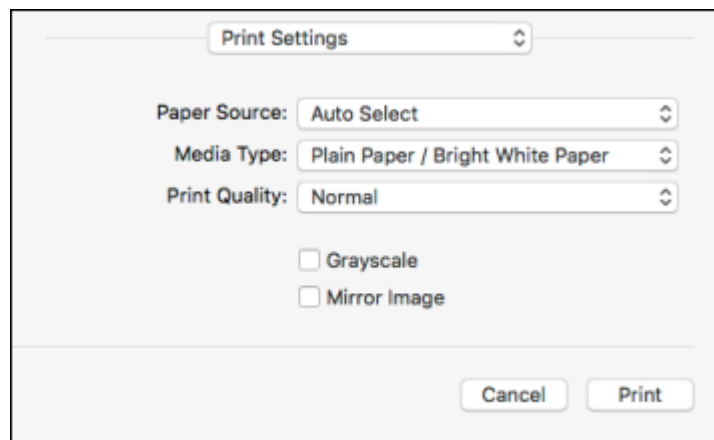 Print Settings
Paper Source: Auto Select
Media Type: Plain Paper / Bright White Paper
Print Quality: Normal
Grayscale
Mirror Image
Cancel Print